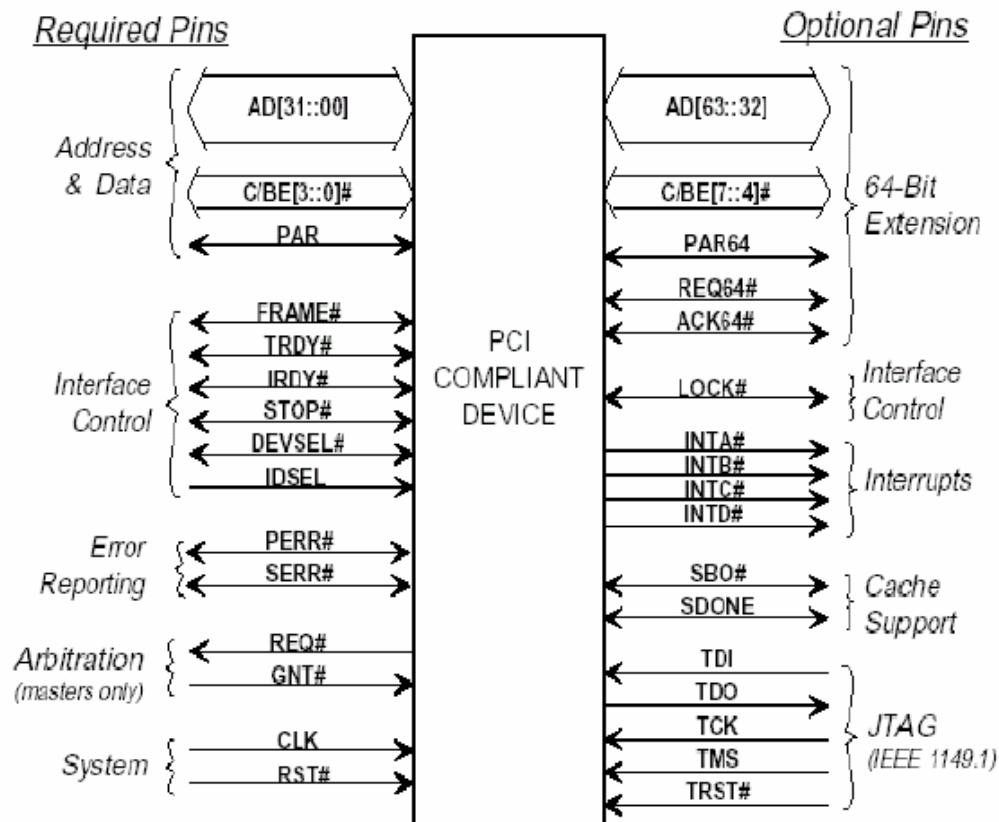 Required Pins
Optional Pins
Address
& Data
AD[31::00]
C/BE[3::0]#
PAR
Interface
Control
FRAME#
TRDY#
IRDY#
STOP#
DEVSEL#
IDSEL
Error
Reporting
PERR#
SERR#
Arbitration
(masters only)
REQ#
GNT#
System
CLK
RST#
PCI
COMPLIANT
DEVICE
AD[63::32]
C/BE[7::4]#
PAR64
REQ64#
ACK64#
64-Bit
Extension
LOCK#
Interface
Control
INTA#
INTB#
INTC#
INTD#
Interrupts
SBO#
SDONE
Cache
Support
TDI
TDO
TCK
TMS
TRST#
JTAG
(IEEE 1149.1)